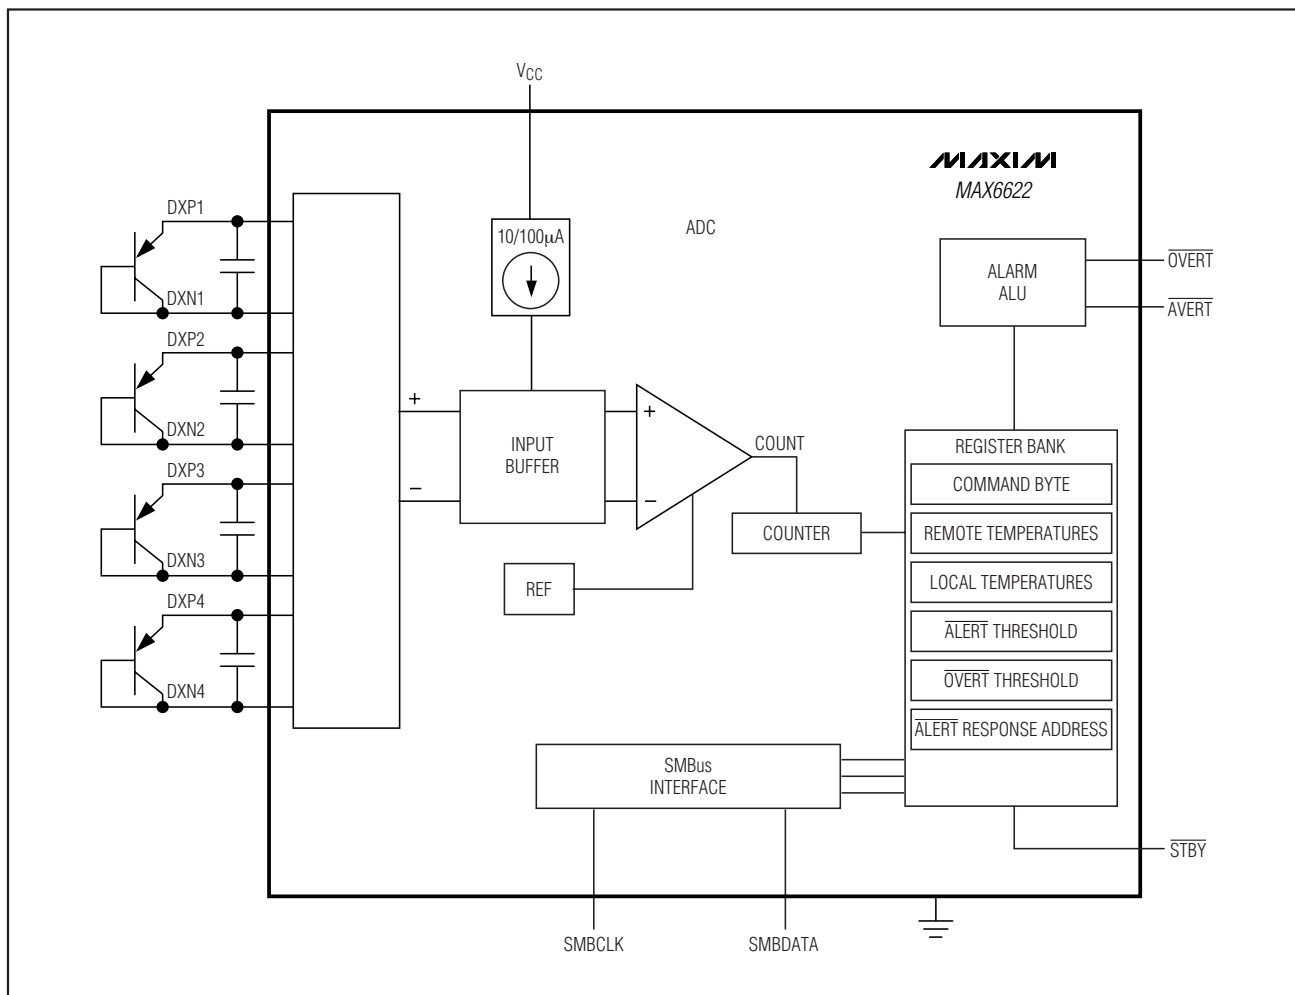 VCC
MAXIM
MAX6622
DXP1
10/100µA
ADC
ALARM
ALU
OVERT
DXN1
AVERT
DXP2
DXN2
+
+
INPUT
BUFFER
COUNT
REGISTER BANK
COMMAND BYTE
DXP3
−
−
COUNTER
REMOTE TEMPERATURES
DXN3
REF
LOCAL TEMPERATURES
DXP4
ALERT THRESHOLD
OVERT THRESHOLD
DXN4
ALERT RESPONSE ADDRESS
SMBus
INTERFACE
STBY
SMBCLK
SMBDATA